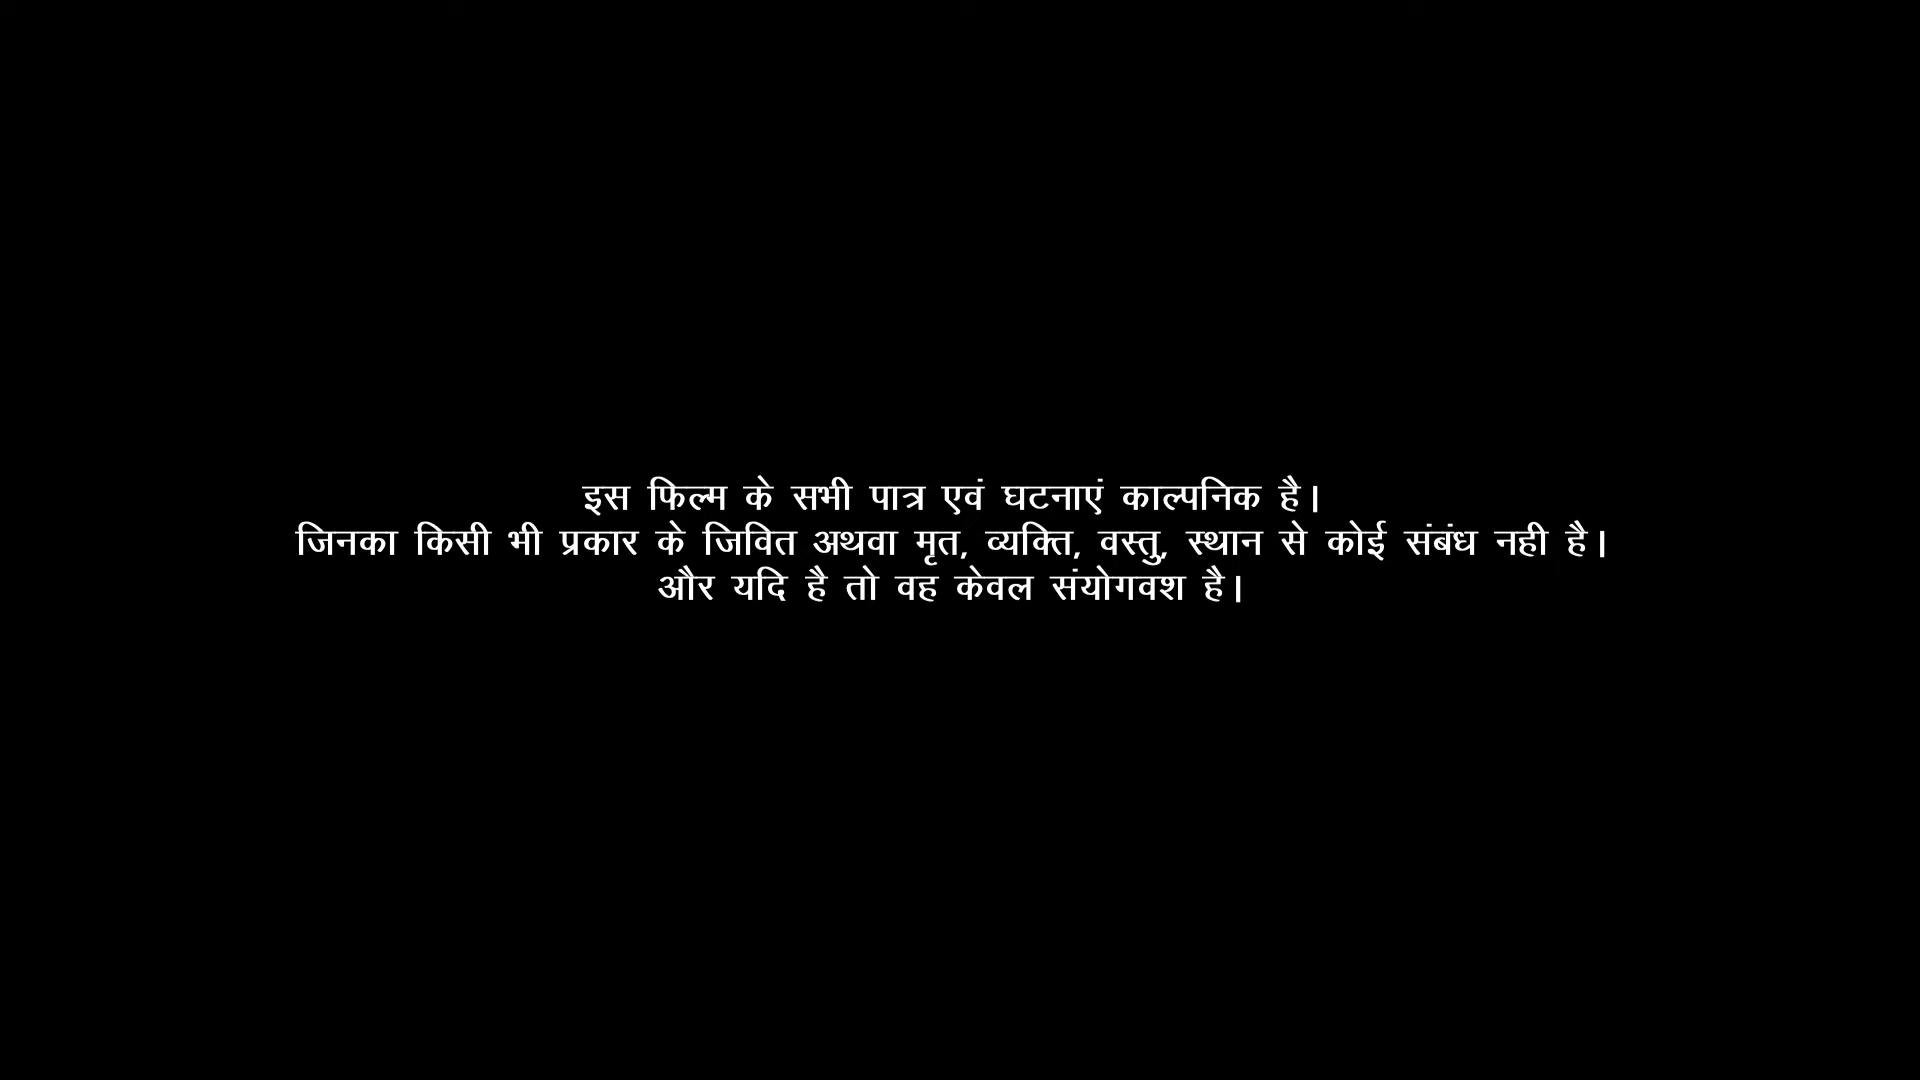 इस फिल्म के सभी पात्र एवं घटनाएं काल्पनिक है।
जिनका किसी भी प्रकार के जिवित अथवा मृत, व्यक्ति, वस्तु, स्थान से कोई संबंध नही है।
और यदि है तो वह केवल संयोगवश है।